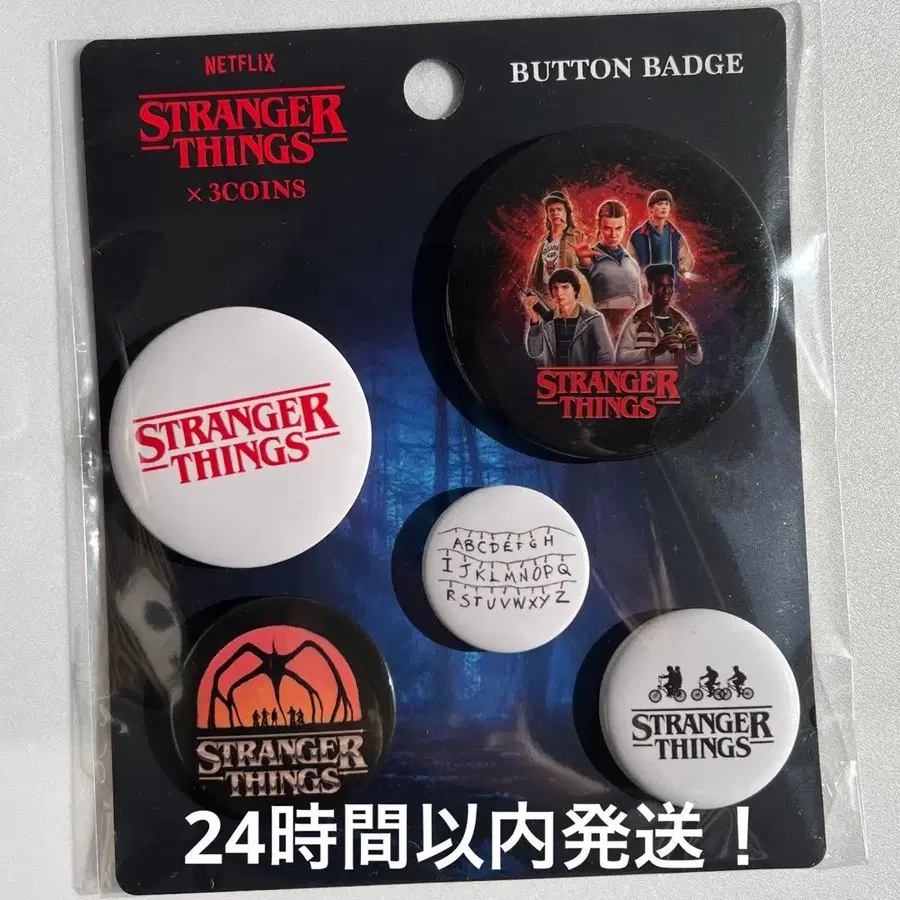 NETFLIX
STRANGER
THINGS
× 3COINS
BUTTON BADGE
STRANGER
THINGS
STRANGER
THINGS
ABCDEFGH
IJKLMNOPQ
RSTUVWXYZ
STRANGER
THINGS
STRANGER
THINGS
24時間以内発送！